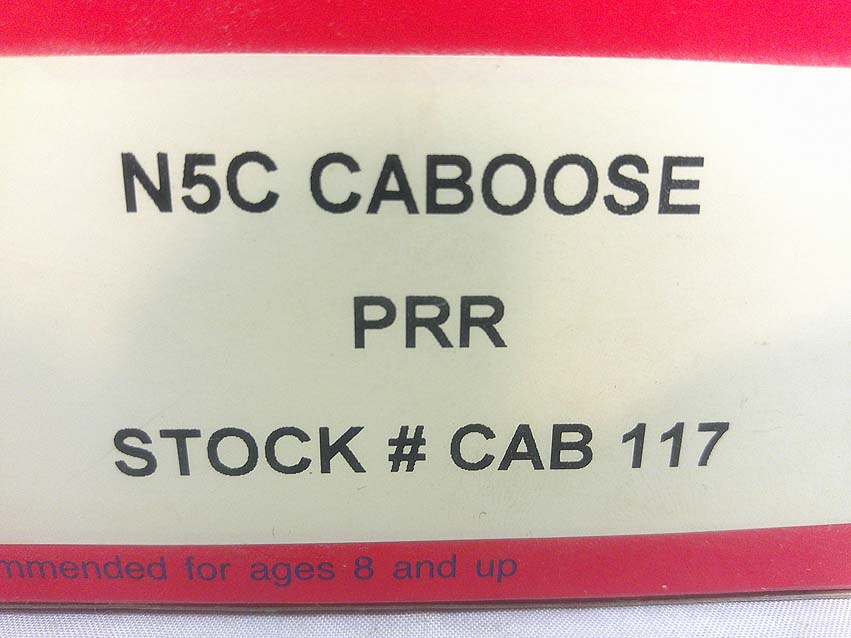 N5C CABOOSE
PRR
STOCK # CAB 117
mmended for ages 8 and up